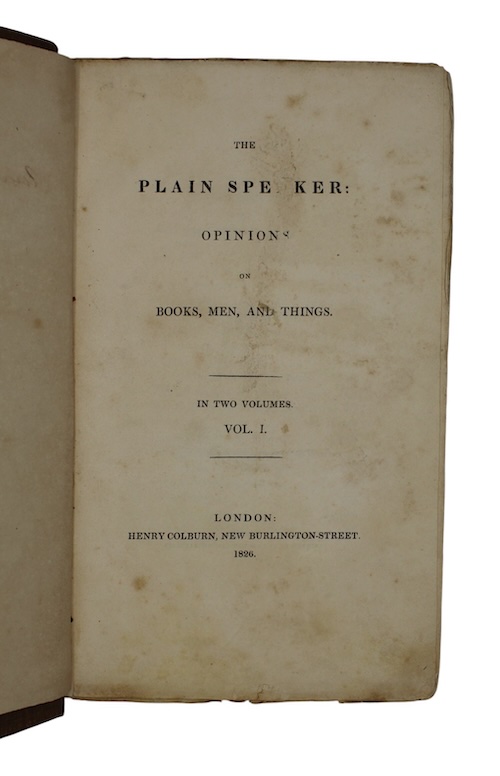 THE
PLAIN SPE KER:
OPINIONS
ON
BOOKS, MEN, AND THINGS.
IN TWO VOLUMES.
VOL. I.
LONDON:
HENRY COLBURN, NEW BURLINGTON-STREET.
1826.